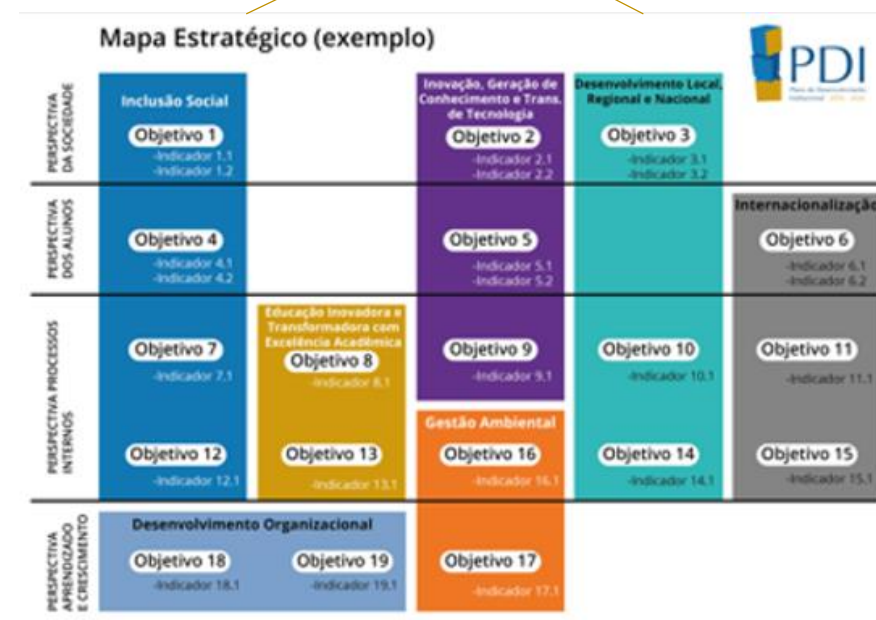 Mapa Estratégico (exemplo)
PDI
Plano de Desenvolvimento
Institucional
PERSPECTIVA
DA SOCIEDADE
Inclusão Social
Objetivo 1
-Indicador 1.1
-Indicador 1.2
Inovação, Geração de
Conhecimento e Trans.
de Tecnologia
Objetivo 2
-Indicador 2.1
-Indicador 2.2
Desenvolvimento Local,
Regional e Nacional
Objetivo 3
-Indicador 3.1
-Indicador 3.2
PERSPECTIVA
DOS ALUNOS
Objetivo 4
-Indicador 4.1
-Indicador 4.2
Objetivo 5
-Indicador 5.1
-Indicador 5.2
Internacionalização
Objetivo 6
-Indicador 6.1
-Indicador 6.2
PERSPECTIVA PROCESSOS
INTERNOS
Objetivo 7
-Indicador 7.1
Educação Inovadora e
Transformadora com
Excelência Acadêmica
Objetivo 8
-Indicador 8.1
Objetivo 9
-Indicador 9.1
Objetivo 10
-Indicador 10.1
Objetivo 11
-Indicador 11.1
Objetivo 12
-Indicador 12.1
Objetivo 13
-Indicador 13.1
Gestão Ambiental
Objetivo 16
-Indicador 16.1
Objetivo 14
-Indicador 14.1
Objetivo 15
-Indicador 15.1
PERSPECTIVA
APRENDIZADO
E CRESCIMENTO
Desenvolvimento Organizacional
Objetivo 18
-Indicador 18.1
Objetivo 19
-Indicador 19.1
Objetivo 17
-Indicador 17.1